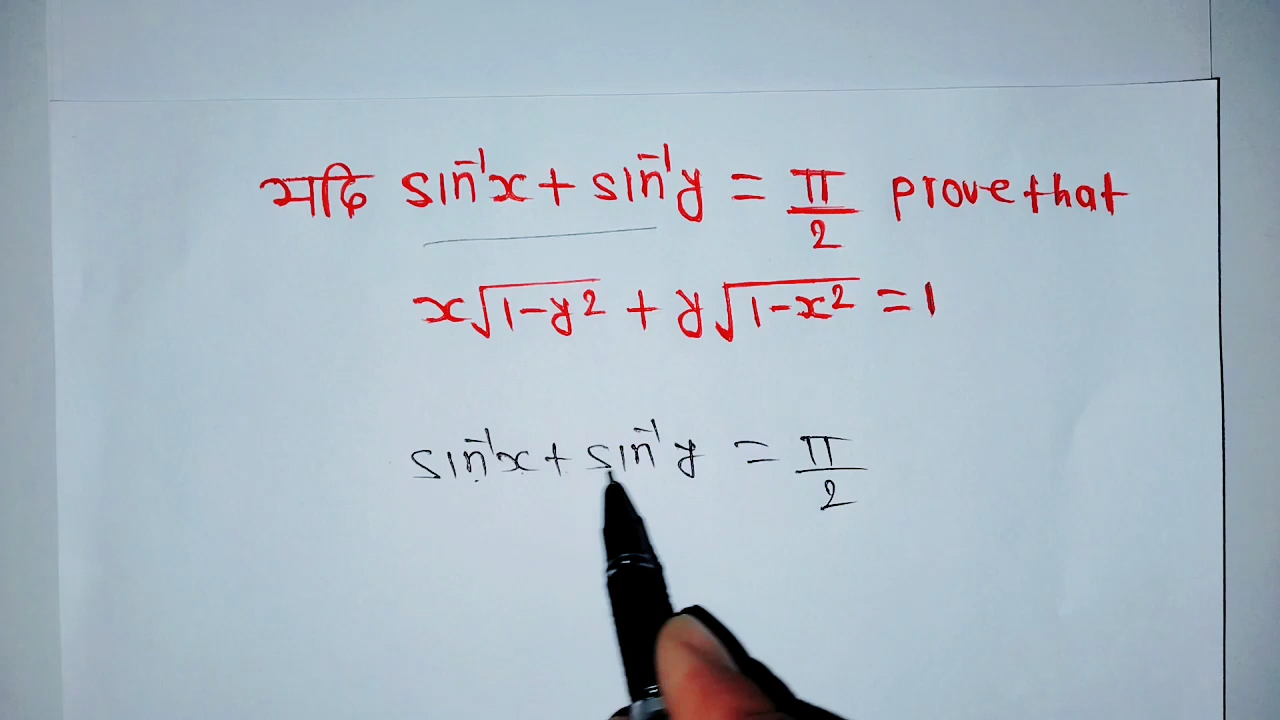 यदि sin⁻¹x + sin⁻¹y = π/2 prove that
x√(1-y²) + y√(1-x²) = 1
sin⁻¹x + sin⁻¹y = π/2